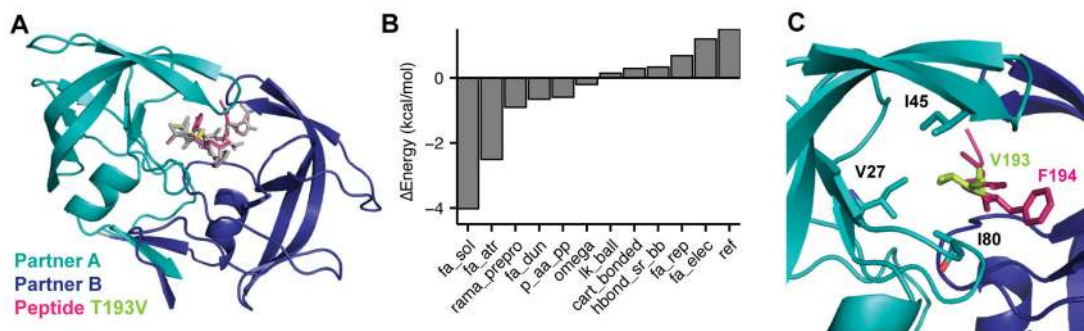 A
Partner A
Partner B
Peptide T193V
B
ΔEnergy (kcal/mol)
0
−2
−4
fa_sol
fa_atr
rama_prepro
fa_dun
p_aa_pp
omega
lk_ball
cart_bonded
hbond_sr_bb
fa_rep
fa_elec
ref
C
I45
V193
V27
F194
I80